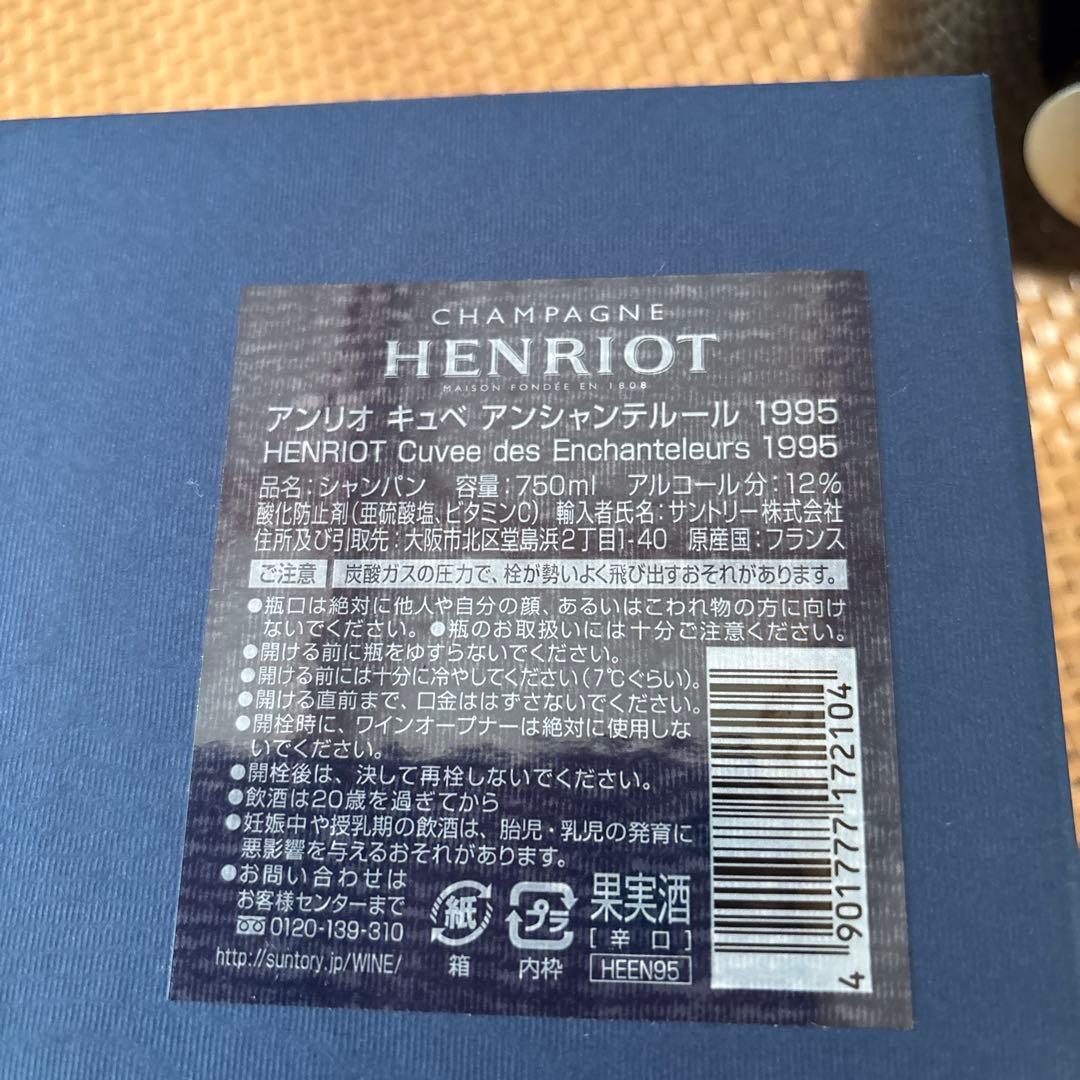 CHAMPAGNE
HENRIOT
MAISON FONDÉE EN 1808
アンリオ キュベ アンシャンテルール 1995
HENRIOT Cuvee des Enchanteleurs 1995
品名:シャンパン 容量:750ml アルコール分:12%
酸化防止剤(亜硫酸塩、ビタミンC) 輸入者氏名:サントリー株式会社
住所及び引取先:大阪市北区堂島浜2丁目1-40 原産国:フランス
ご注意 炭酸ガスの圧力で、栓が勢いよく飛び出すおそれがあります。
●瓶口は絶対に他人や自分の顔、あるいはこわれ物の方に向け
ないでください。●瓶のお取扱いには十分ご注意ください。
●開ける前に瓶をゆすらないでください。
●開ける前には十分に冷やしてください(7℃ぐらい)。
●開ける直前まで、口金ははずさないでください。
●開栓時に、ワインオープナーは絶対に使用しな
いでください。
●開栓後は、決して再栓しないでください。
●飲酒は20歳を過ぎてから
●妊娠中や授乳期の飲酒は、胎児・乳児の発育に
悪影響を与えるおそれがあります。
●お問い合わせは
お客様センターまで
0120-139-310
http://suntory.jp/WINE/
紙
箱
プラ
内枠
果実酒
[辛口]
HEEN95
4 901777 172104